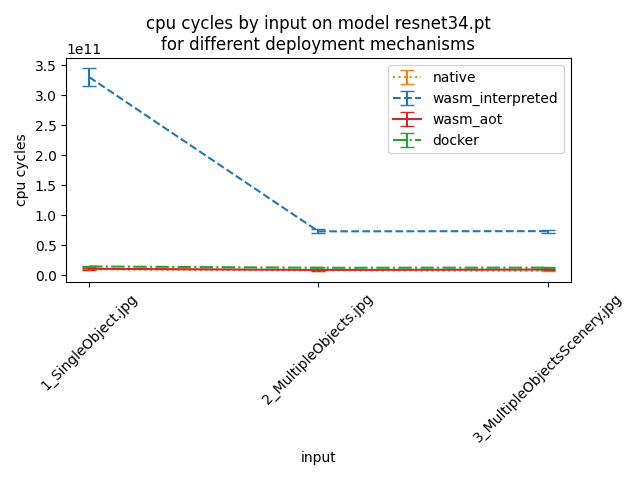 cpu cycles by input on model resnet34.pt
for different deployment mechanisms
1e11
3.5
3.0
2.5
2.0
1.5
1.0
0.5
0.0
cpu cycles
native
wasm_interpreted
wasm_aot
docker
1_SingleObject.jpg
2_MultipleObjects.jpg
3_MultipleObjectsScenery.jpg
input